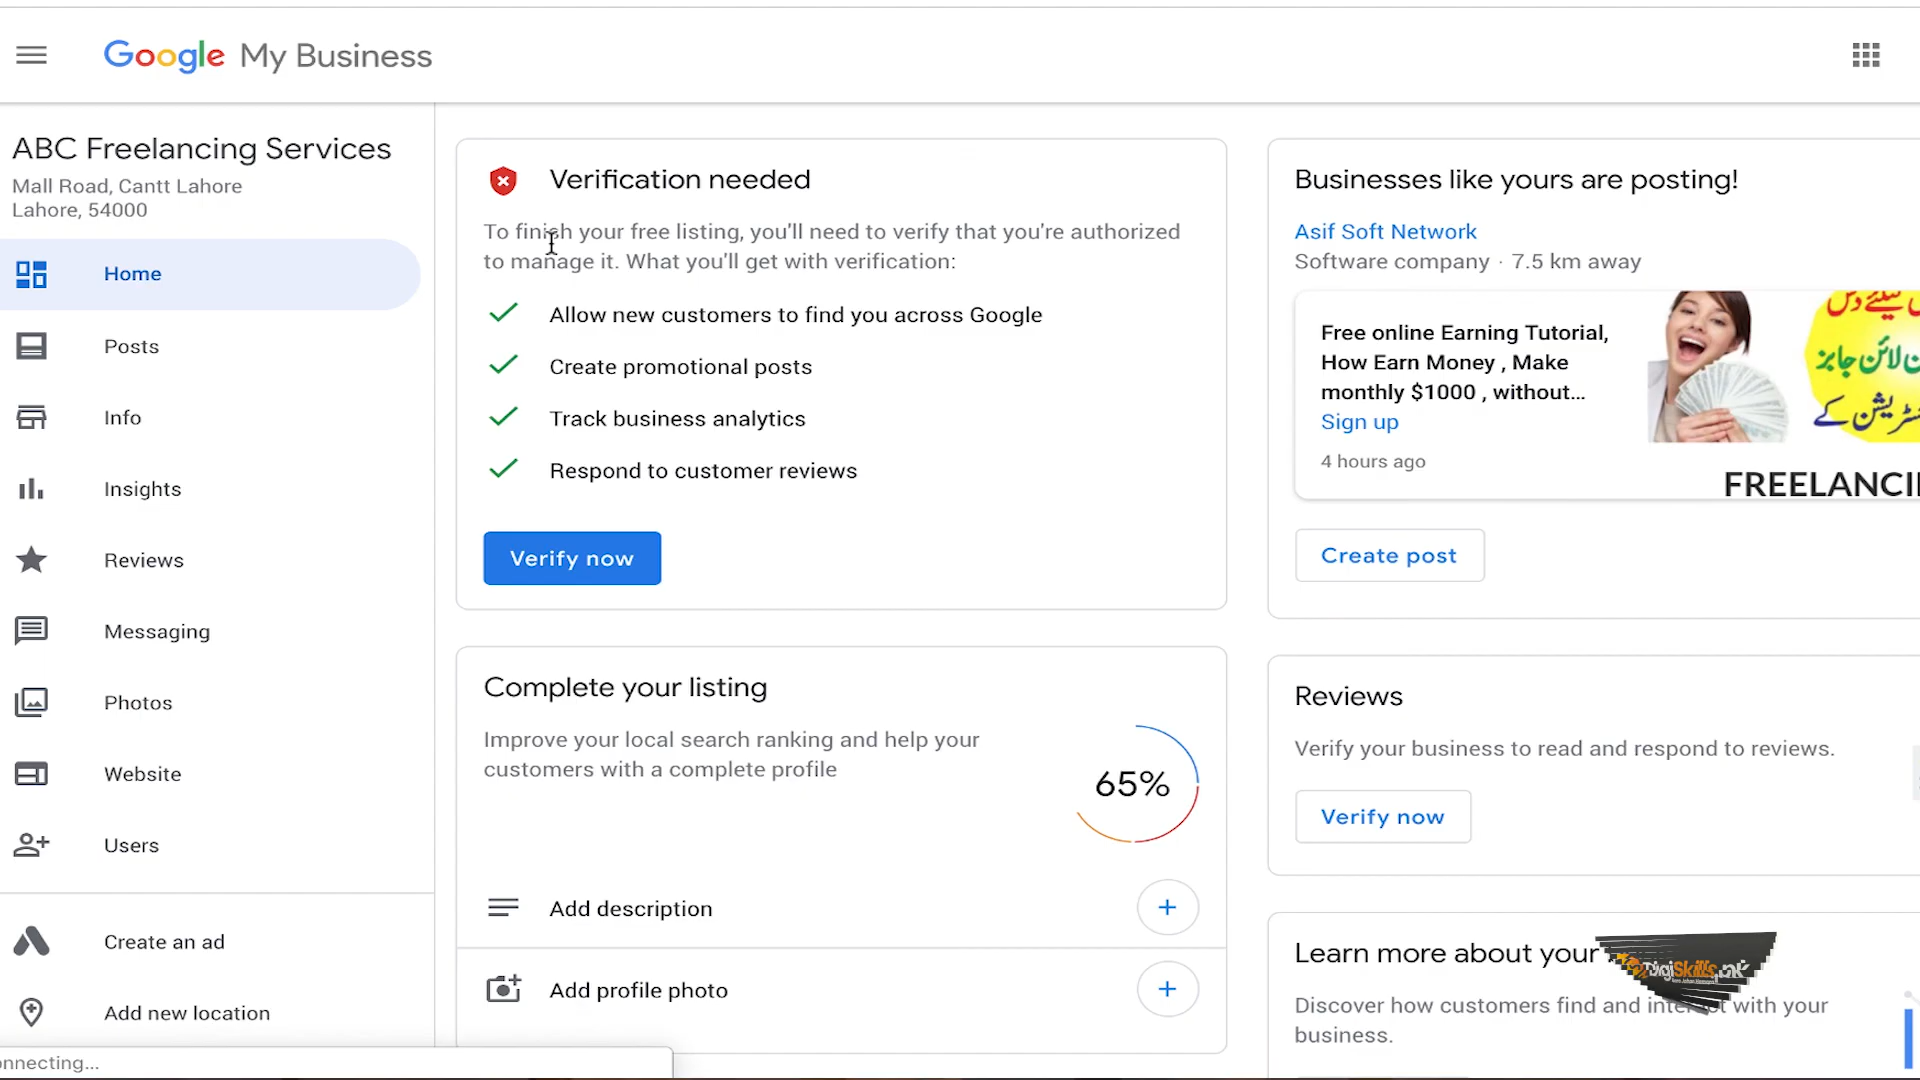 Google My Business
ABC Freelancing Services
Mall Road, Cantt Lahore
Lahore, 54000
Home
Posts
Info
Insights
Reviews
Messaging
Photos
Website
Users
Create an ad
Add new location
onnecting...
Verification needed
To finish your free listing, you'll need to verify that you're authorized
to manage it. What you'll get with verification:
Allow new customers to find you across Google
Create promotional posts
Track business analytics
Respond to customer reviews
Verify now
Complete your listing
Improve your local search ranking and help your
customers with a complete profile
65%
Add description
Add profile photo
Businesses like yours are posting!
Asif Soft Network
Software company · 7.5 km away
Free online Earning Tutorial,
How Earn Money , Make
monthly $1000 , without...
Sign up
4 hours ago
لائن جابز
کے
FREELANCI
Create post
Reviews
Verify your business to read and respond to reviews.
Verify now
Learn more about your
DigiSkills.pk
Discover how customers find and interact with your
business.